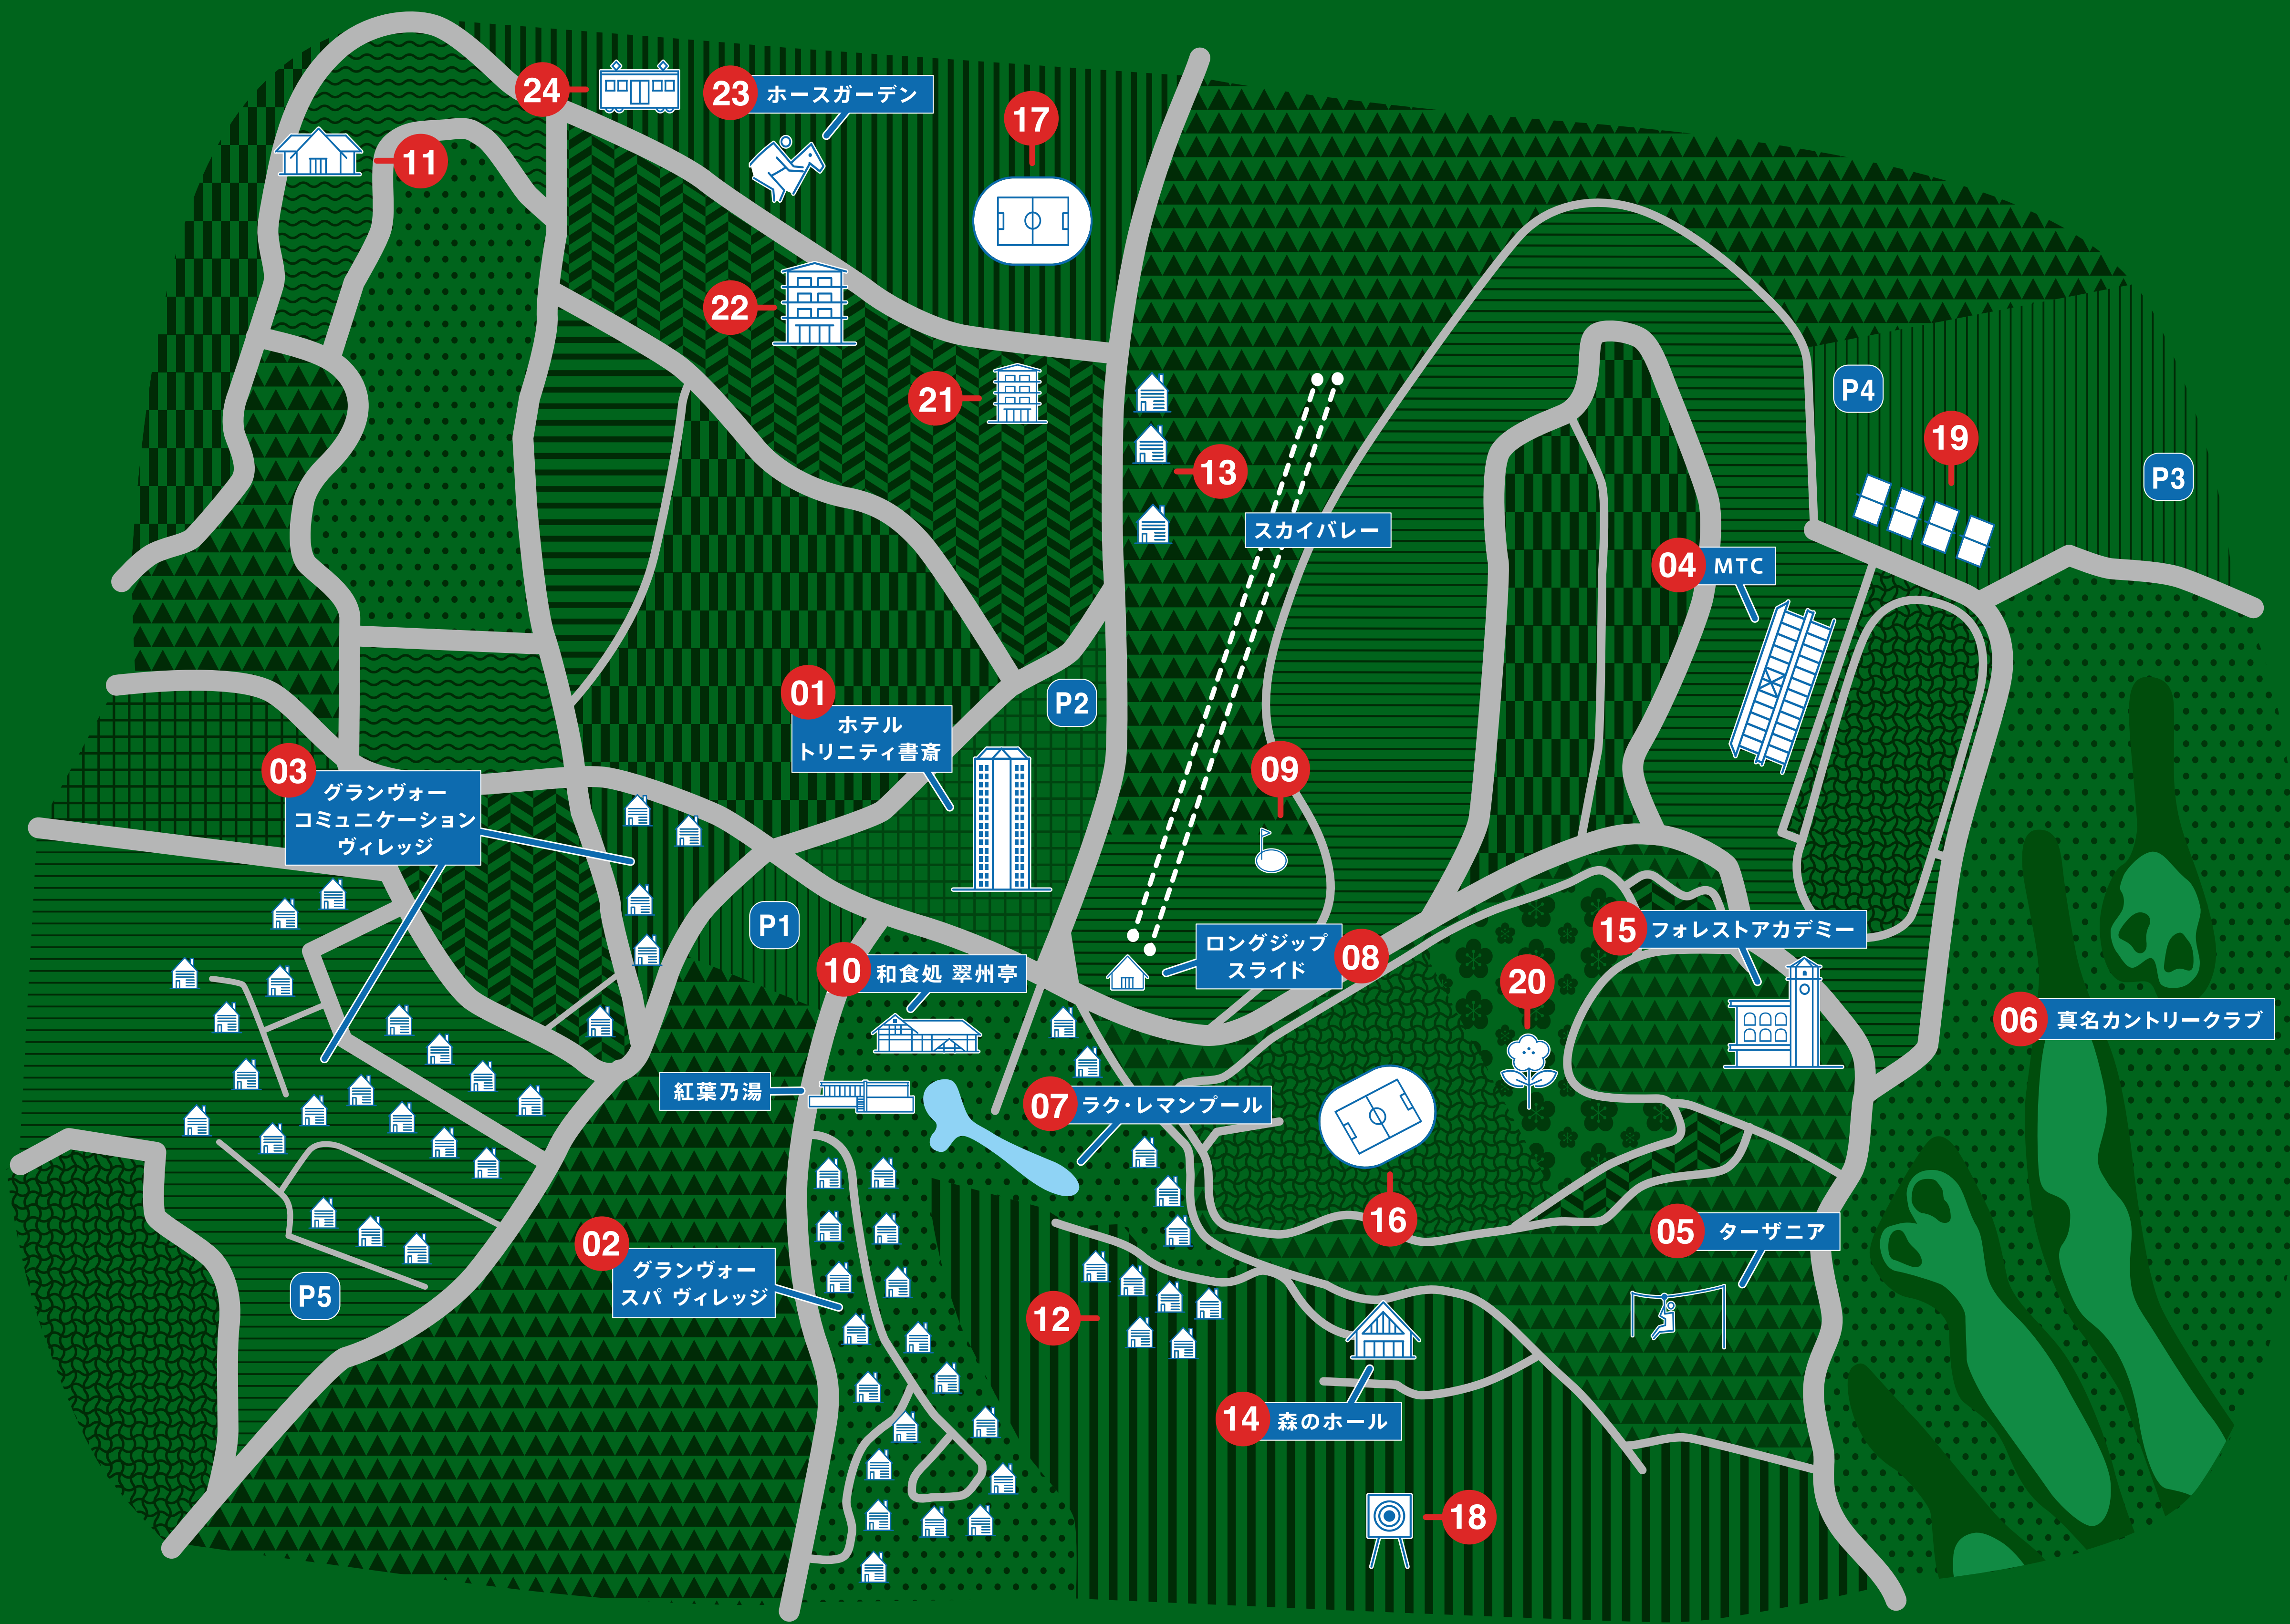 24
23
ホースガーデン
17
11
22
21
13
P4
19
P3
スカイバレー
04
MTC
01
ホテル
トリニティ書斎
P2
03
グランヴォー
コミュニケーション
ヴィレッジ
09
P1
10
和食処 翠州亭
ロングジップ
スライド
08
15
フォレストアカデミー
20
06
真名カントリークラブ
紅葉乃湯
07
ラク・レマンプール
16
02
グランヴォー
スパ ヴィレッジ
05
ターザニア
P5
12
14
森のホール
18